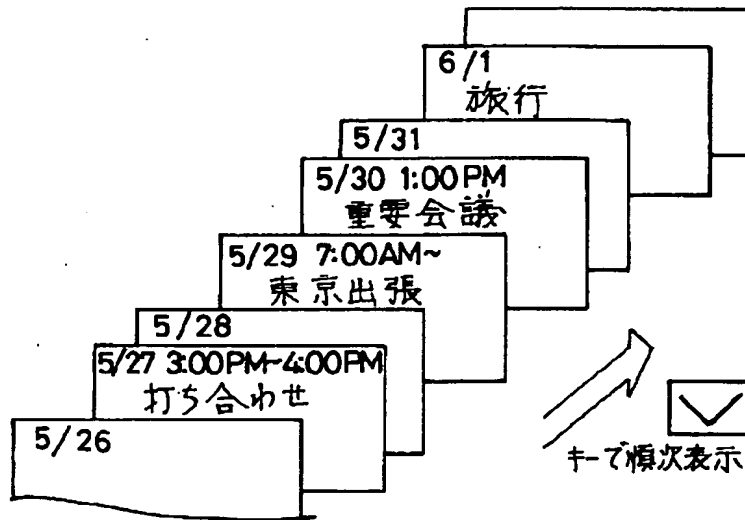 6/1
旅行
5/31
5/30 1:00PM
重要会議
5/29 7:00AM~
東京出張
5/28
5/27 3:00PM~4:00PM
打ち合わせ
5/26
キーで順次表示